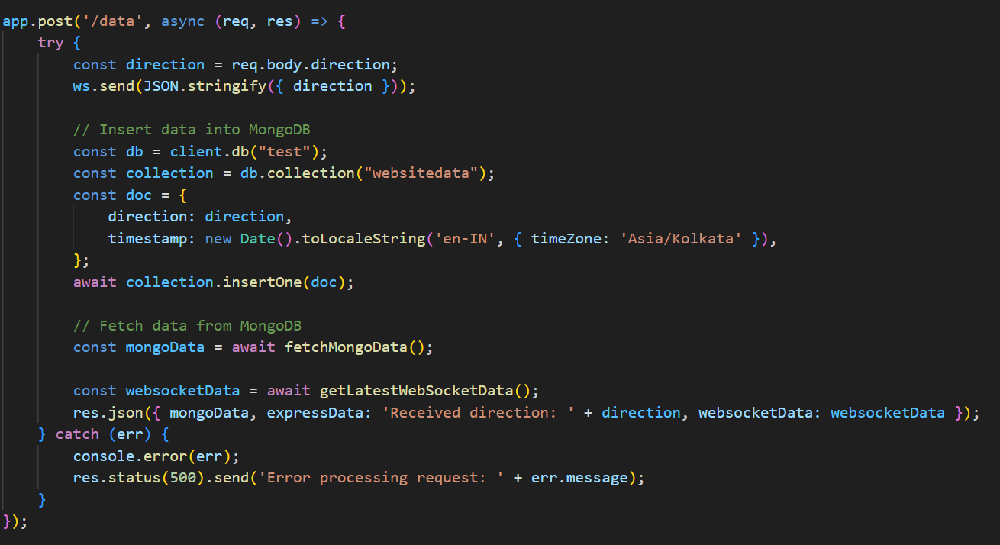 app.post('/data', async (req, res) => {
    try {
        const direction = req.body.direction;
        ws.send(JSON.stringify({ direction }));

        // Insert data into MongoDB
        const db = client.db("test");
        const collection = db.collection("websitedata");
        const doc = {
            direction: direction,
            timestamp: new Date().toLocaleString('en-IN', { timeZone: 'Asia/Kolkata' }),
        };
        await collection.insertOne(doc);

        // Fetch data from MongoDB
        const mongoData = await fetchMongoData();

        const websocketData = await getLatestWebSocketData();
        res.json({ mongoData, expressData: 'Received direction: ' + direction, websocketData: websocketData });
    } catch (err) {
        console.error(err);
        res.status(500).send('Error processing request: ' + err.message);
    }
});